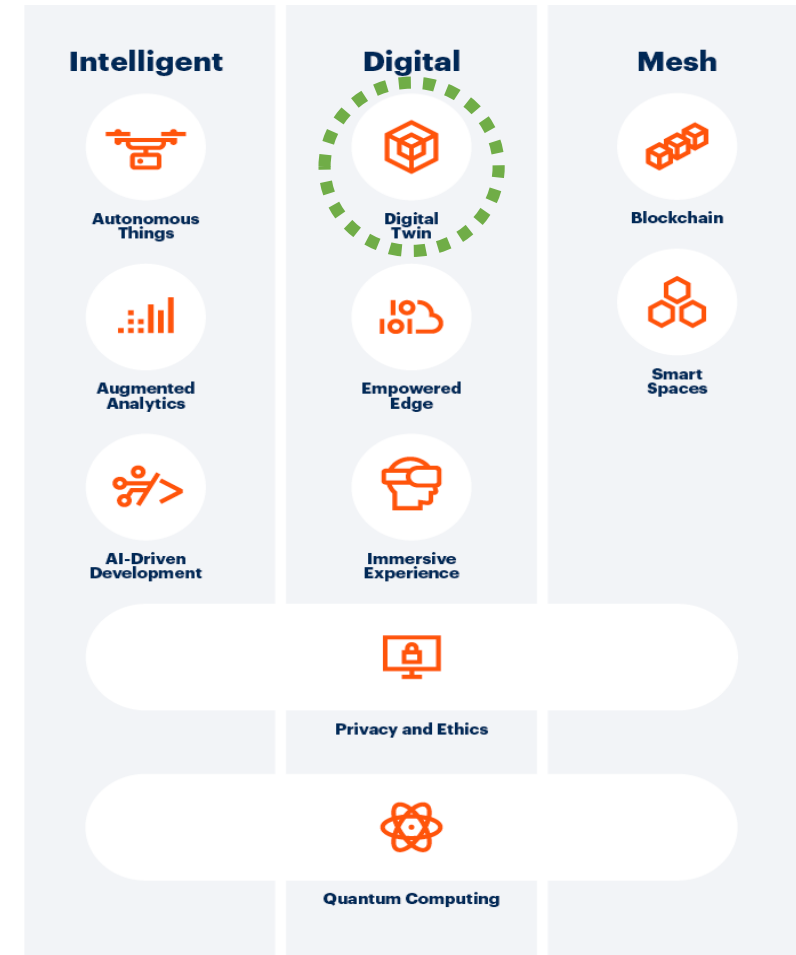 Intelligent
Autonomous
Things
Augmented
Analytics
AI-Driven
Development
Digital
Digital
Twin
Empowered
Edge
Immersive
Experience
Mesh
Blockchain
Smart
Spaces
Privacy and Ethics
Quantum Computing